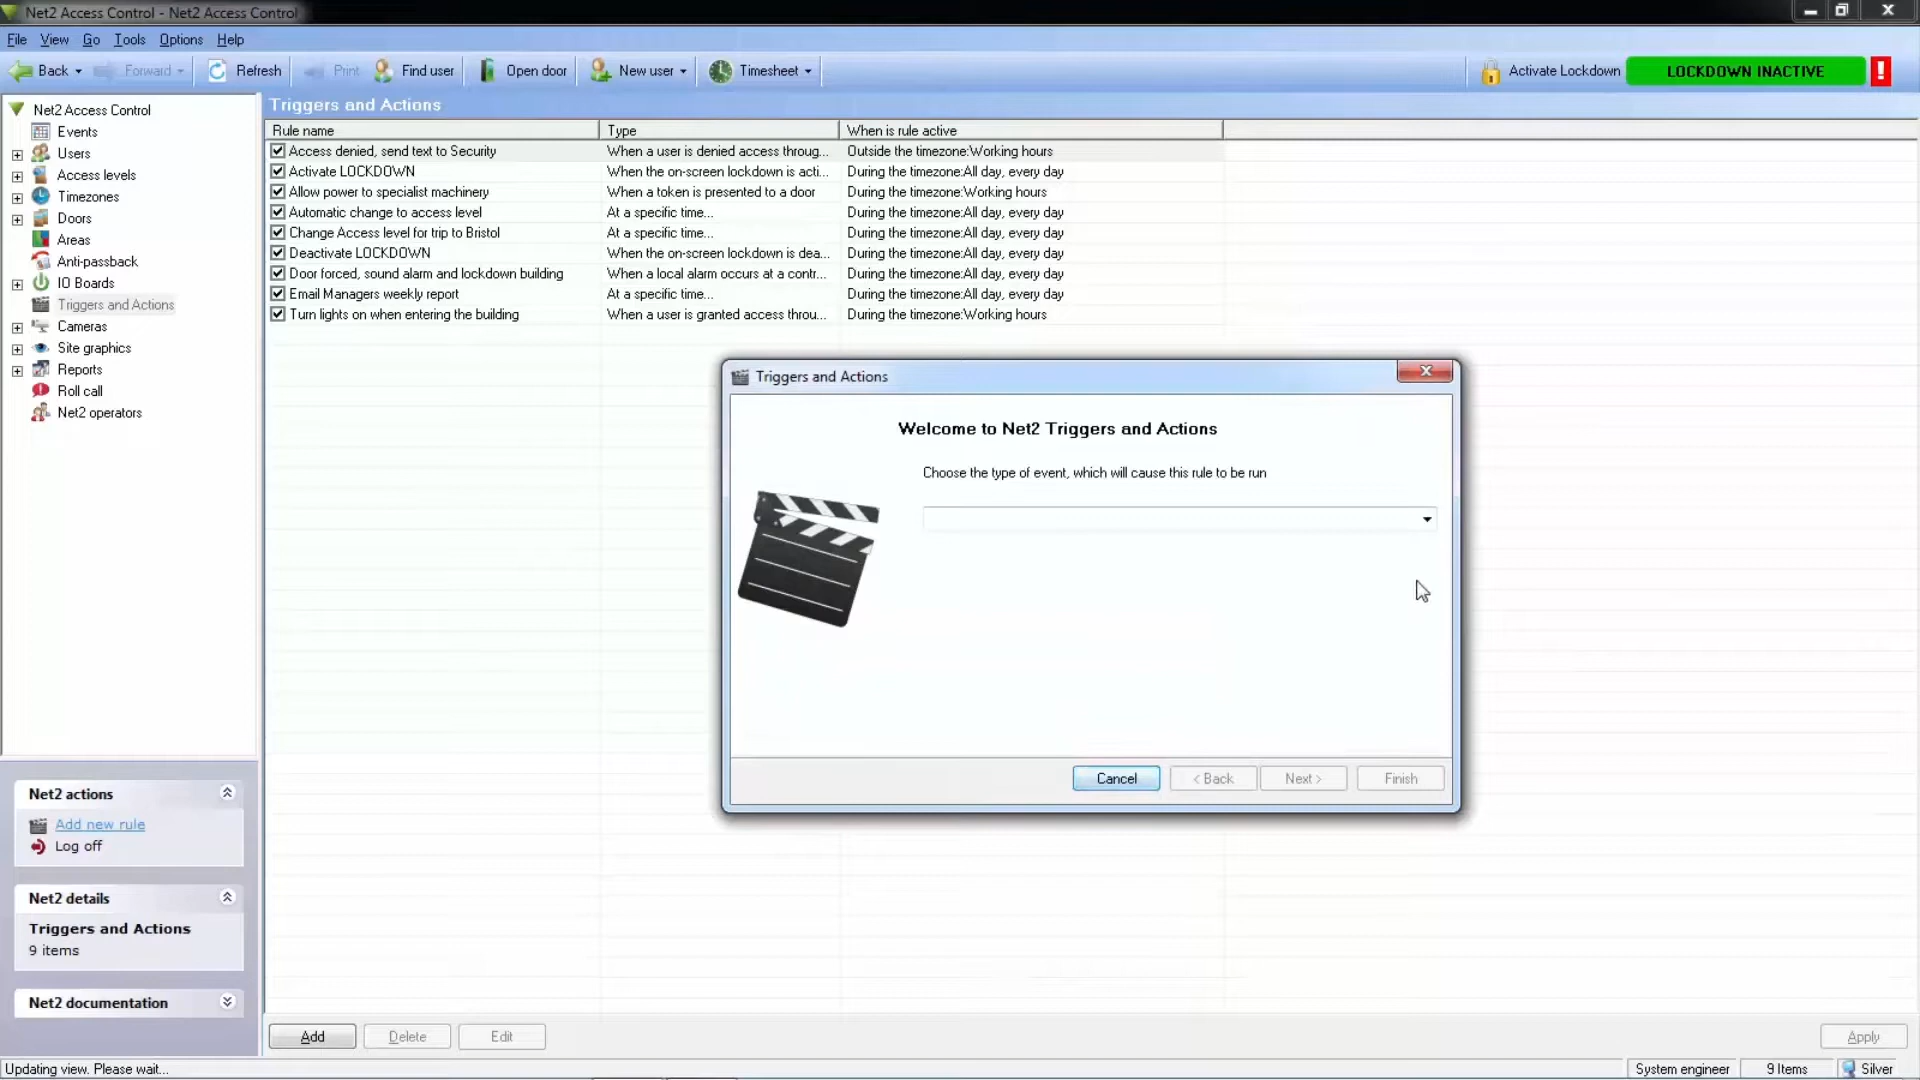 Net2 Access Control - Net2 Access Control
File View Go Tools Options Help
Back Forward Refresh Print Find user Open door New user Timesheet Activate Lockdown LOCKDOWN INACTIVE !
Net2 Access Control
Events
Users
Access levels
Timezones
Doors
Areas
Anti-passback
IO Boards
Triggers and Actions
Cameras
Site graphics
Reports
Roll call
Net2 operators
Triggers and Actions
Rule name Type When is rule active
Access denied, send text to Security When a user is denied access throug... Outside the timezone:Working hours
Activate LOCKDOWN When the on-screen lockdown is acti... During the timezone:All day, every day
Allow power to specialist machinery When a token is presented to a door During the timezone:Working hours
Automatic change to access level At a specific time... During the timezone:All day, every day
Change Access level for trip to Bristol At a specific time... During the timezone:All day, every day
Deactivate LOCKDOWN When the on-screen lockdown is dea... During the timezone:All day, every day
Door forced, sound alarm and lockdown building When a local alarm occurs at a contr... During the timezone:All day, every day
Email Managers weekly report At a specific time... During the timezone:All day, every day
Turn lights on when entering the building When a user is granted access throu... During the timezone:Working hours
Triggers and Actions
Welcome to Net2 Triggers and Actions
Choose the type of event, which will cause this rule to be run
Cancel < Back Next > Finish
Net2 actions
Add new rule
Log off
Net2 details
Triggers and Actions
9 items
Net2 documentation
Add Delete Edit Apply
Updating view. Please wait... System engineer 9 Items Silver